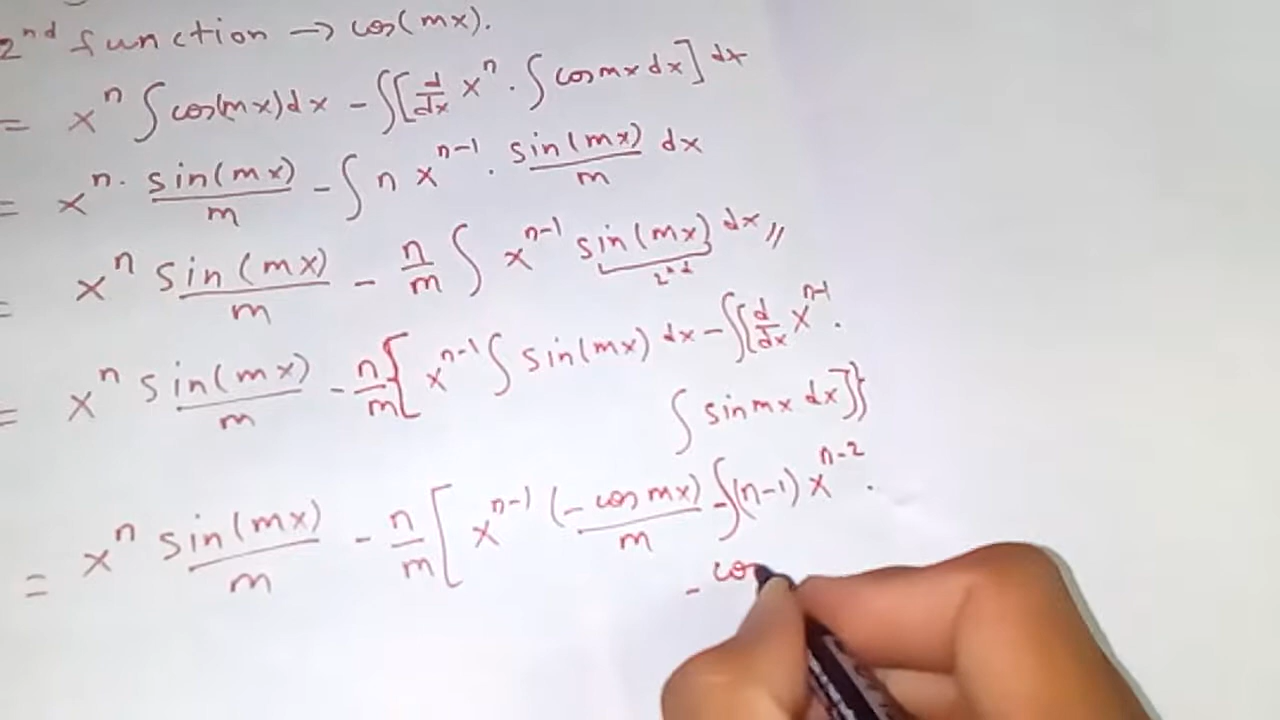 2nd function → cos(mx).
= x^n ∫ cos(mx)dx - ∫[d/dx x^n . ∫ cosmx dx] dx
= x^n . sin(mx)/m - ∫ n x^(n-1) . sin(mx)/m dx
= x^n sin(mx)/m - n/m ∫ x^(n-1) sin(mx) dx //
2nd
= x^n sin(mx)/m - n/m { x^(n-1) ∫ sin(mx) dx - ∫[d/dx x^(n-1) .
∫ sin mx dx]}
= x^n sin(mx)/m - n/m [ x^(n-1) (-cos mx)/m - ∫(n-1) x^(n-2) .
- cos